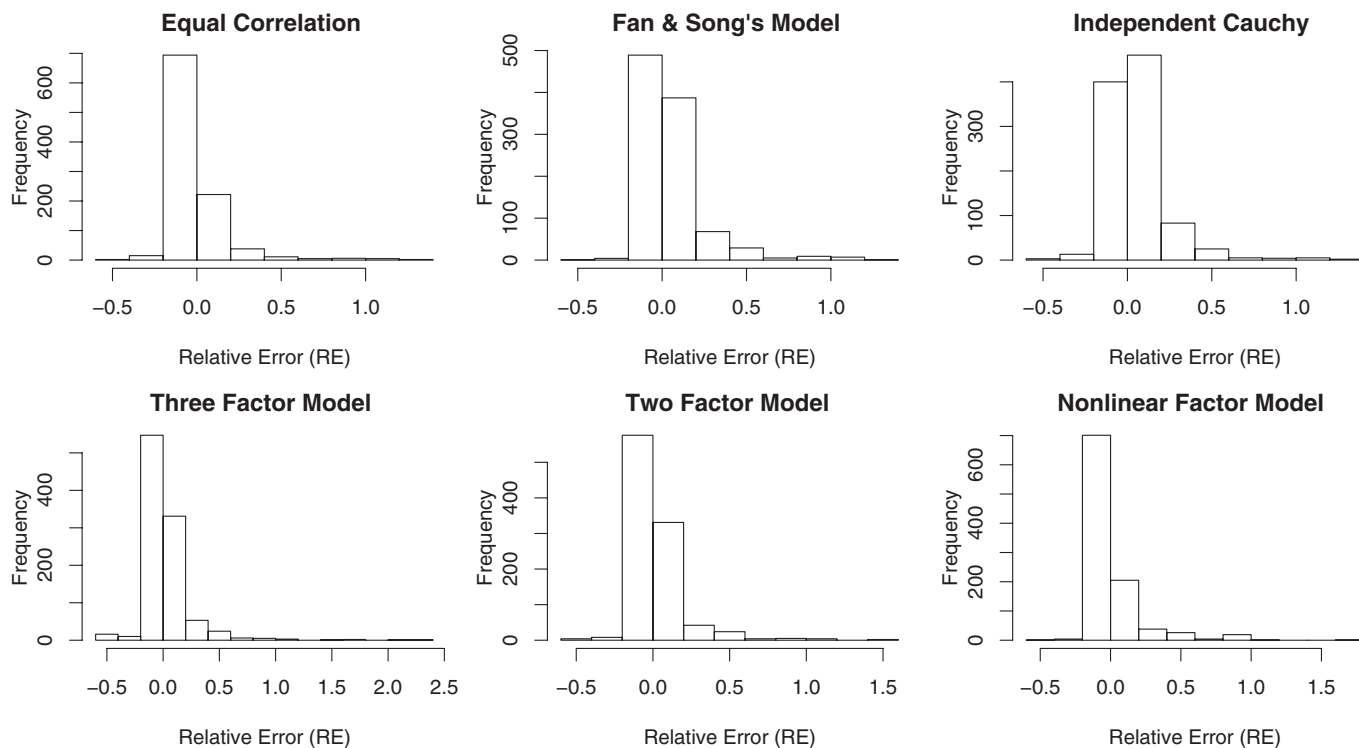 Equal Correlation
Frequency
0 200 400 600
−0.5 0.0 0.5 1.0
Relative Error (RE)
Fan & Song's Model
Frequency
0 100 300 500
−0.5 0.0 0.5 1.0
Relative Error (RE)
Independent Cauchy
Frequency
0 100 300
−0.5 0.0 0.5 1.0
Relative Error (RE)
Three Factor Model
Frequency
0 200 400
−0.5 0.0 0.5 1.0 1.5 2.0 2.5
Relative Error (RE)
Two Factor Model
Frequency
0 200 400
−0.5 0.0 0.5 1.0 1.5
Relative Error (RE)
Nonlinear Factor Model
Frequency
0 200 400 600
−0.5 0.0 0.5 1.0 1.5
Relative Error (RE)